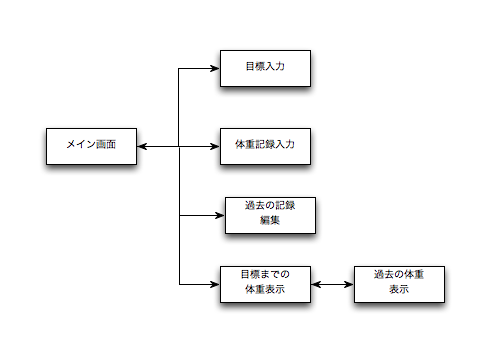 目標入力
メイン画面
体重記録入力
過去の記録
編集
目標までの
体重表示
過去の体重
表示